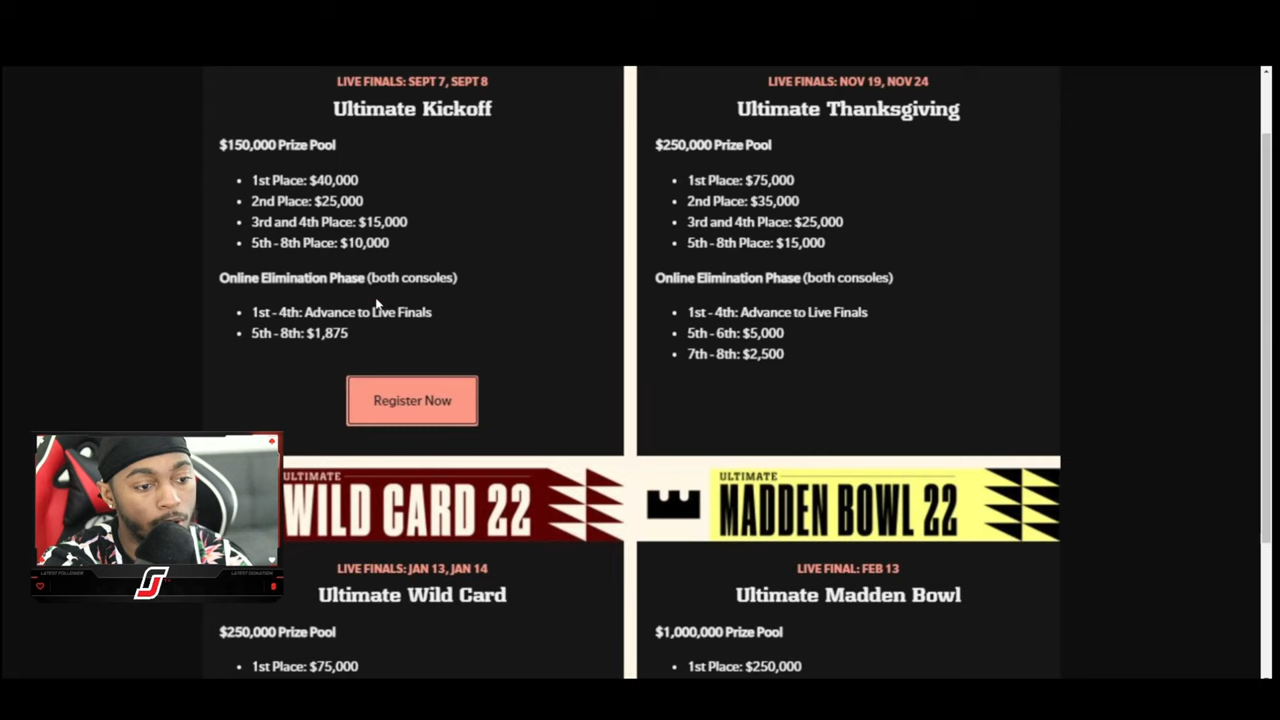 LIVE FINALS: SEPT 7, SEPT 8
Ultimate Kickoff
$150,000 Prize Pool
• 1st Place: $40,000
• 2nd Place: $25,000
• 3rd and 4th Place: $15,000
• 5th - 8th Place: $10,000
Online Elimination Phase (both consoles)
• 1st - 4th: Advance to Live Finals
• 5th - 8th: $1,875
Register Now
LIVE FINALS: NOV 19, NOV 24
Ultimate Thanksgiving
$250,000 Prize Pool
• 1st Place: $75,000
• 2nd Place: $35,000
• 3rd and 4th Place: $25,000
• 5th - 8th Place: $15,000
Online Elimination Phase (both consoles)
• 1st - 4th: Advance to Live Finals
• 5th - 6th: $5,000
• 7th - 8th: $2,500
ULTIMATE
WILD CARD 22
LIVE FINALS: JAN 13, JAN 14
Ultimate Wild Card
$250,000 Prize Pool
• 1st Place: $75,000
ULTIMATE
MADDEN BOWL 22
LIVE FINAL: FEB 13
Ultimate Madden Bowl
$1,000,000 Prize Pool
• 1st Place: $250,000
LATEST FOLLOWER
LATEST DONATION